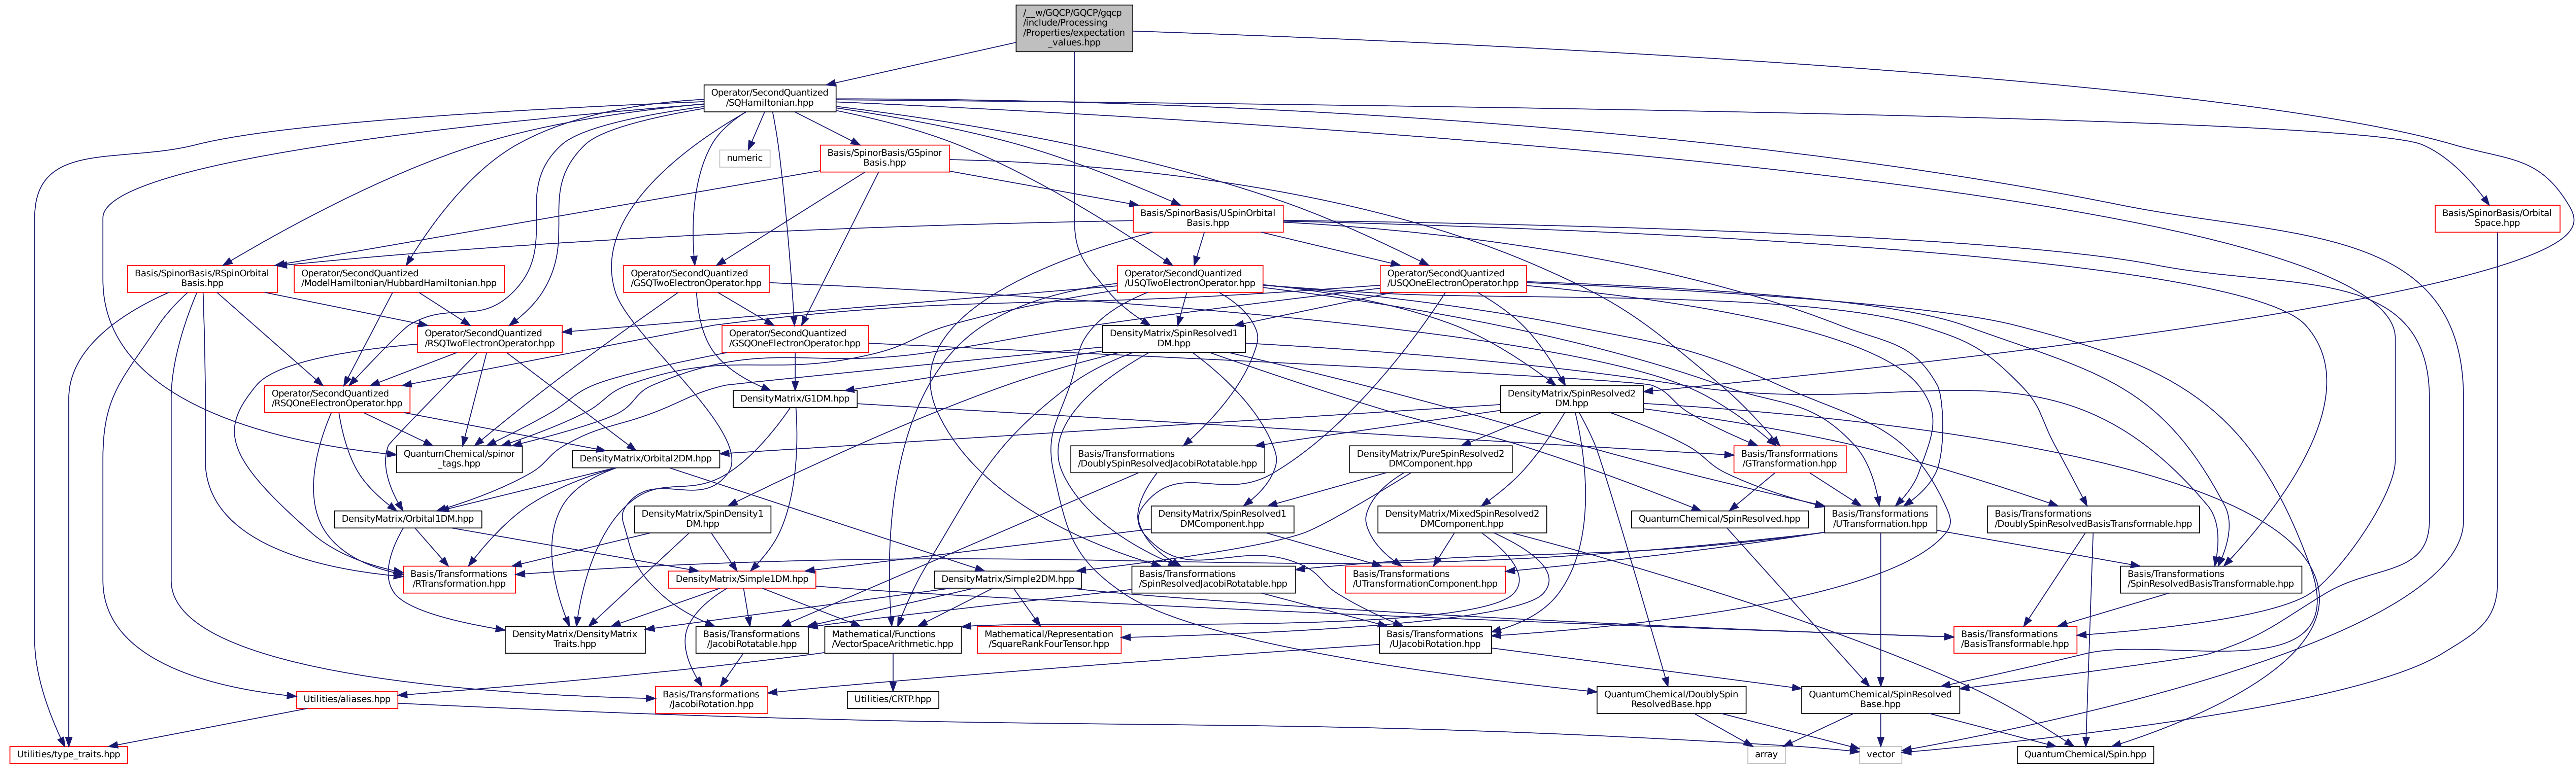 /__w/GQCP/GQCP/gqcp
/include/Processing
/Properties/expectation
_values.hpp
Operator/SecondQuantized
/SQHamiltonian.hpp
numeric
Basis/SpinorBasis/GSpinor
Basis.hpp
Basis/SpinorBasis/USpinOrbital
Basis.hpp
Basis/SpinorBasis/Orbital
Space.hpp
Basis/SpinorBasis/RSpinOrbital
Basis.hpp
Operator/SecondQuantized
/ModelHamiltonian/HubbardHamiltonian.hpp
Operator/SecondQuantized
/GSQTwoElectronOperator.hpp
Operator/SecondQuantized
/USQTwoElectronOperator.hpp
Operator/SecondQuantized
/USQOneElectronOperator.hpp
Operator/SecondQuantized
/RSQTwoElectronOperator.hpp
Operator/SecondQuantized
/GSQOneElectronOperator.hpp
DensityMatrix/SpinResolved1
DM.hpp
Operator/SecondQuantized
/RSQOneElectronOperator.hpp
DensityMatrix/G1DM.hpp
DensityMatrix/SpinResolved2
DM.hpp
QuantumChemical/spinor
_tags.hpp
DensityMatrix/Orbital2DM.hpp
Basis/Transformations
/DoublySpinResolvedJacobiRotatable.hpp
DensityMatrix/PureSpinResolved2
DMComponent.hpp
Basis/Transformations
/GTransformation.hpp
DensityMatrix/Orbital1DM.hpp
DensityMatrix/SpinDensity1
DM.hpp
DensityMatrix/SpinResolved1
DMComponent.hpp
DensityMatrix/MixedSpinResolved2
DMComponent.hpp
QuantumChemical/SpinResolved.hpp
Basis/Transformations
/UTransformation.hpp
Basis/Transformations
/DoublySpinResolvedBasisTransformable.hpp
Basis/Transformations
/RTransformation.hpp
DensityMatrix/Simple1DM.hpp
DensityMatrix/Simple2DM.hpp
Basis/Transformations
/SpinResolvedJacobiRotatable.hpp
Basis/Transformations
/UTransformationComponent.hpp
Basis/Transformations
/SpinResolvedBasisTransformable.hpp
DensityMatrix/DensityMatrix
Traits.hpp
Basis/Transformations
/JacobiRotatable.hpp
Mathematical/Functions
/VectorSpaceArithmetic.hpp
Mathematical/Representation
/SquareRankFourTensor.hpp
Basis/Transformations
/UJacobiRotation.hpp
Basis/Transformations
/BasisTransformable.hpp
Utilities/aliases.hpp
Basis/Transformations
/JacobiRotation.hpp
Utilities/CRTP.hpp
QuantumChemical/DoublySpin
ResolvedBase.hpp
QuantumChemical/SpinResolved
Base.hpp
Utilities/type_traits.hpp
array
vector
QuantumChemical/Spin.hpp